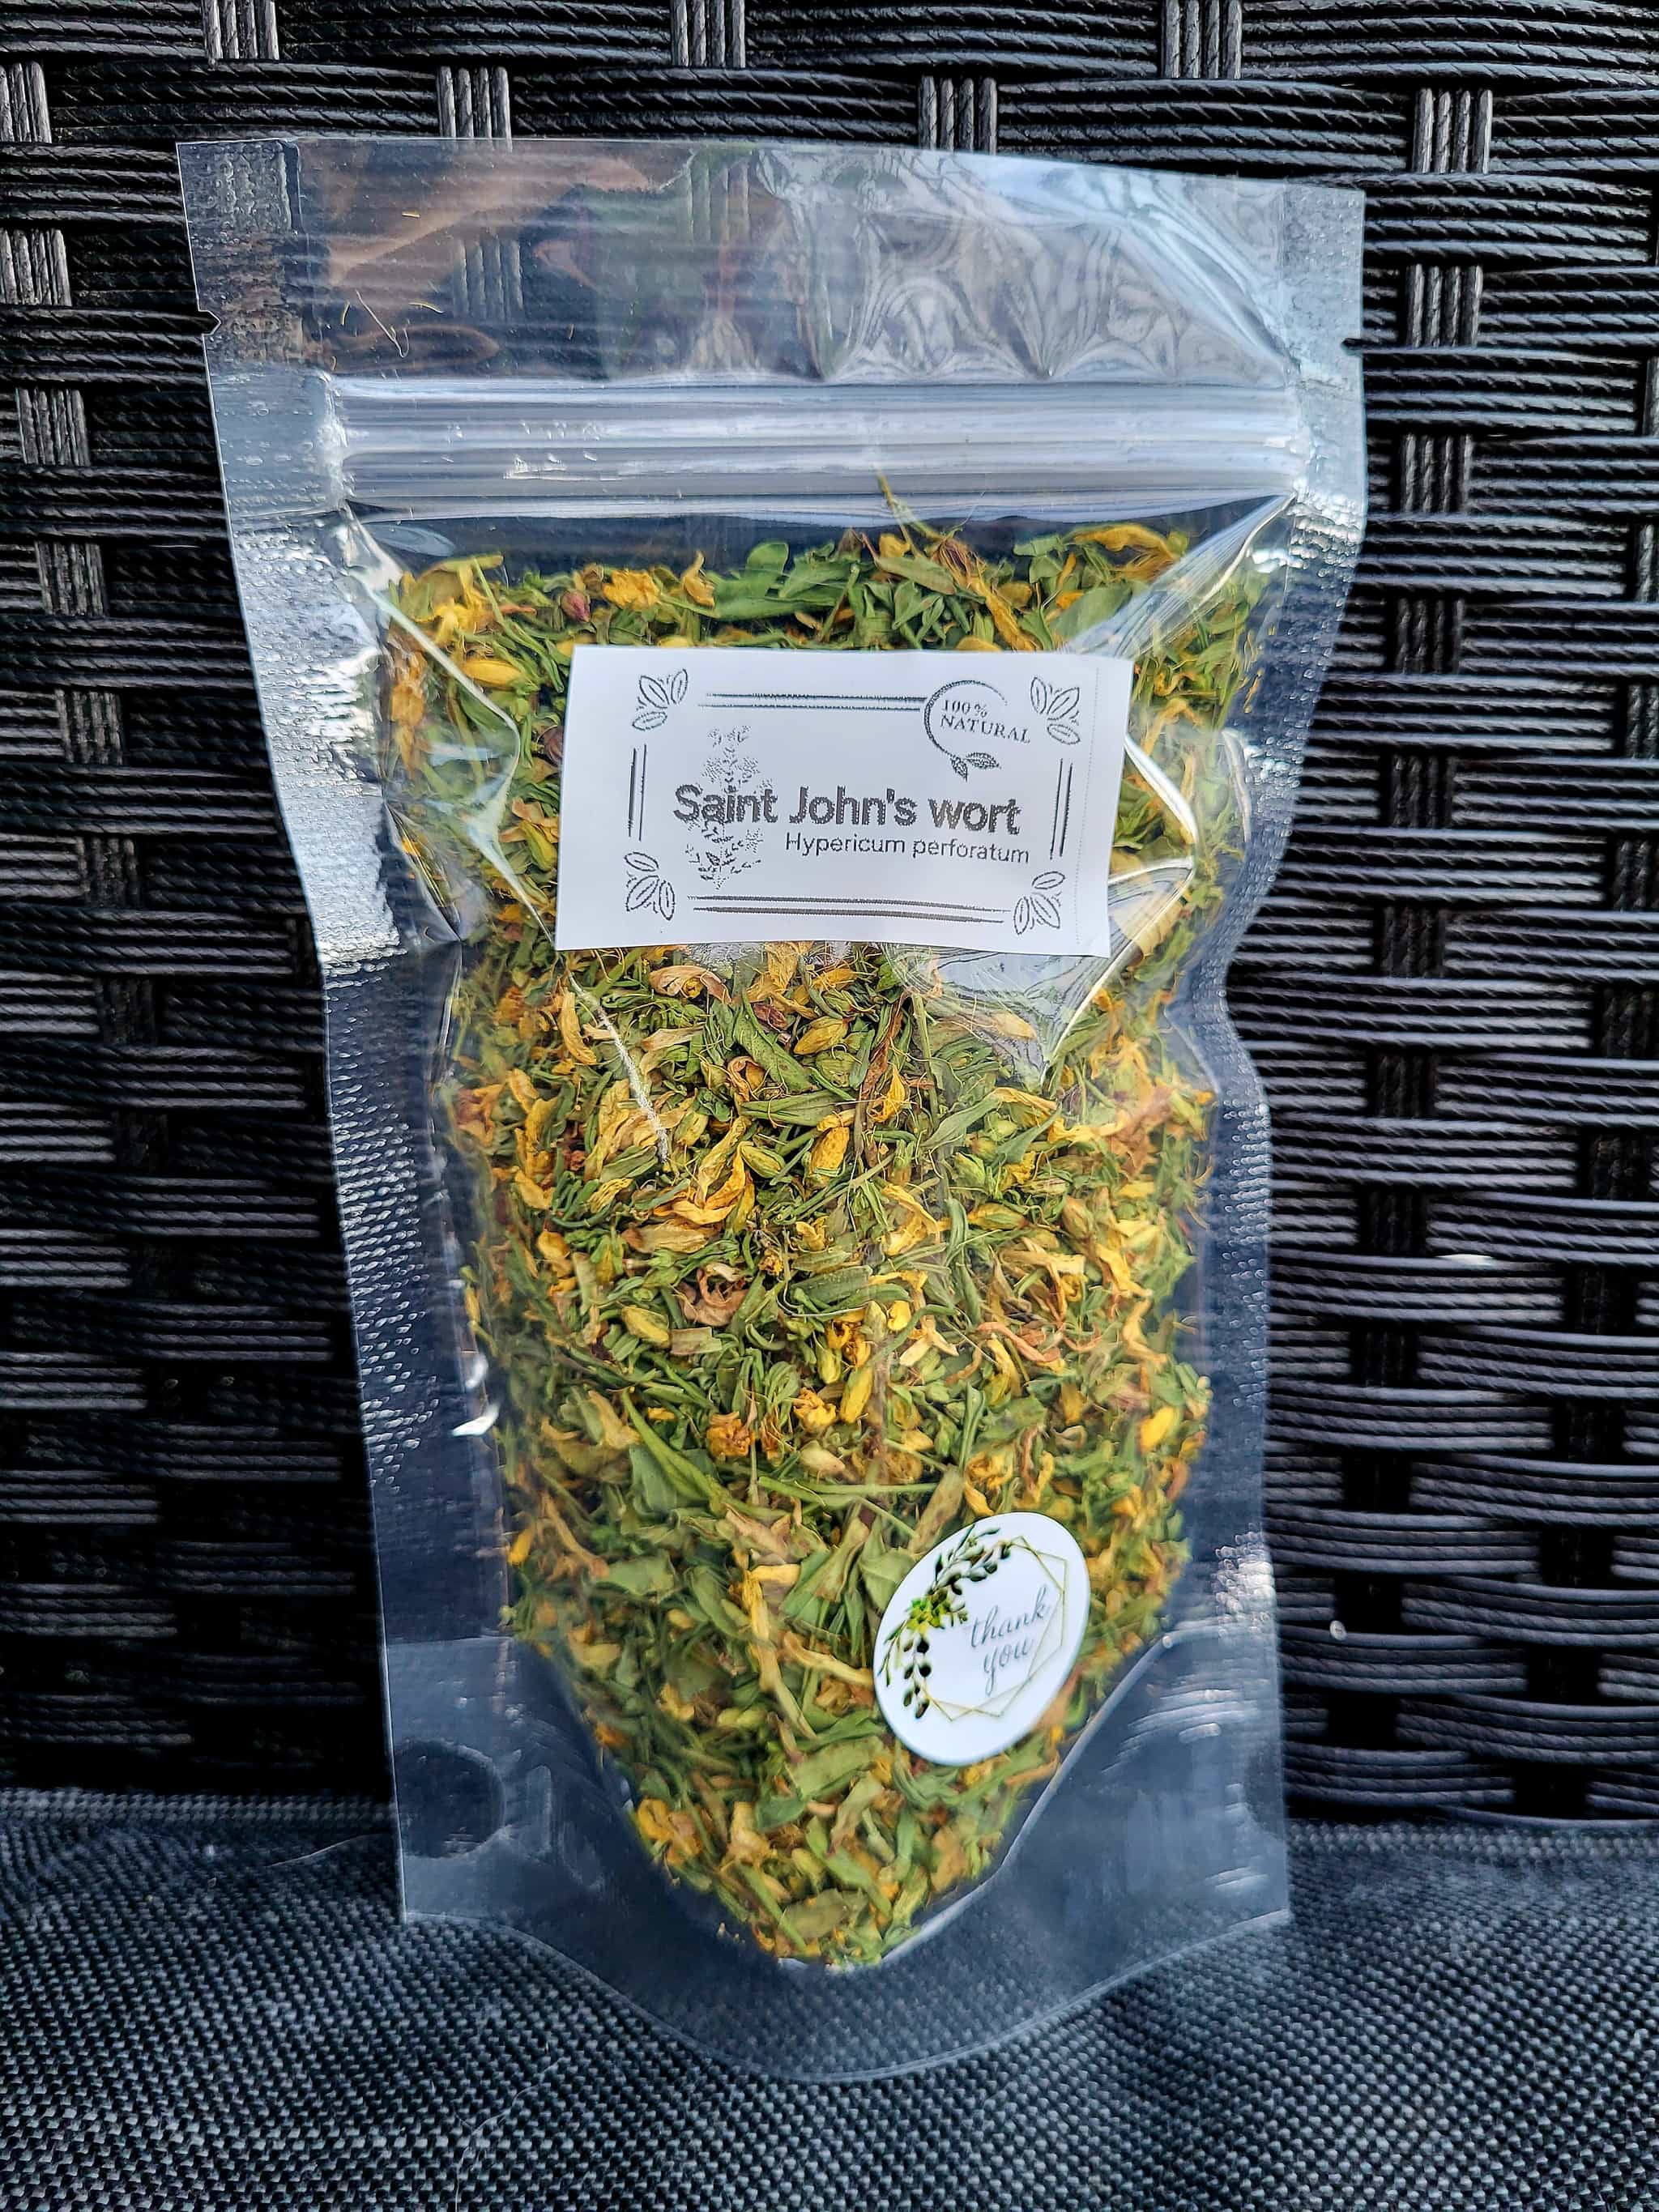 100%
NATURAL
Saint John's wort
Hypericum perforatum
thank
you